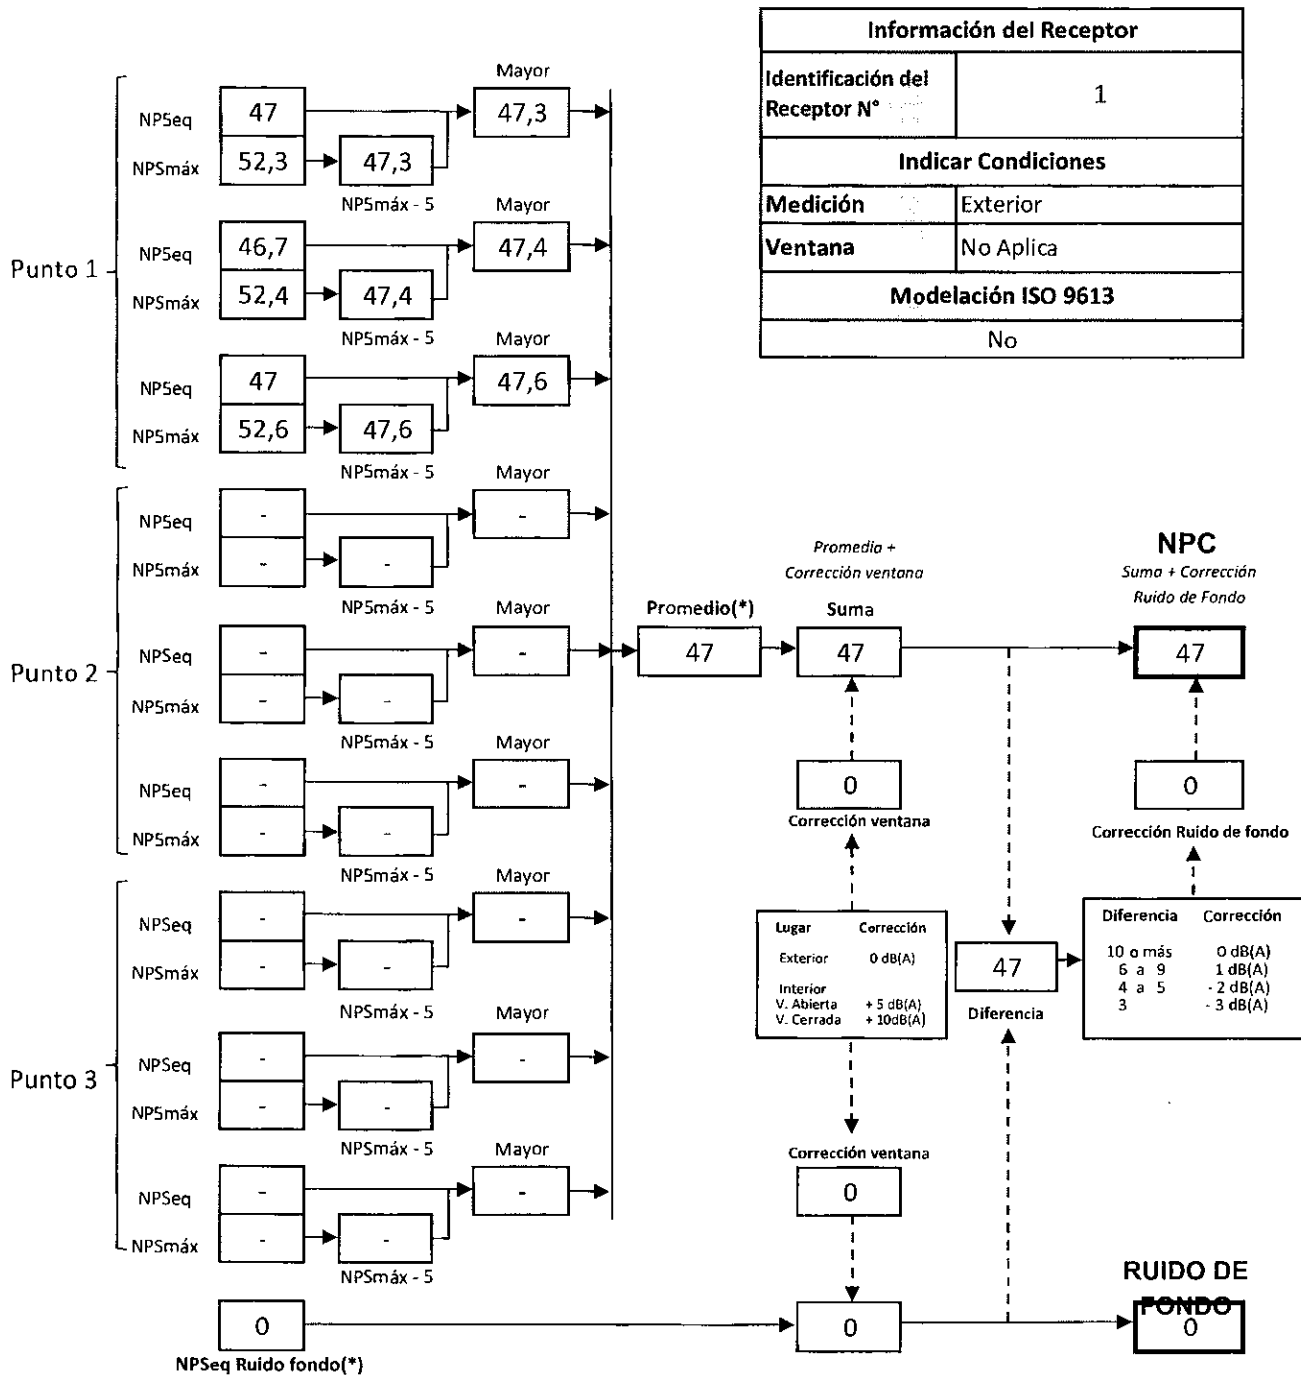 Información del Receptor
Identificación del Receptor N° 1
Indicar Condiciones
Medición Exterior
Ventana No Aplica
Modelación ISO 9613
No
Punto 1
Mayor
NPSeq 47 47,3
NPSmáx 52,3 47,3
NPSmáx - 5
Mayor
NPSeq 46,7 47,4
NPSmáx 52,4 47,4
NPSmáx - 5
Mayor
NPSeq 47 47,6
NPSmáx 52,6 47,6
NPSmáx - 5
Punto 2
Mayor
NPSeq - -
NPSmáx - -
NPSmáx - 5
Mayor
NPSeq - -
NPSmáx - -
NPSmáx - 5
Mayor
NPSeq - -
NPSmáx - -
NPSmáx - 5
Punto 3
Mayor
NPSeq - -
NPSmáx - -
NPSmáx - 5
Mayor
NPSeq - -
NPSmáx - -
NPSmáx - 5
Mayor
NPSeq - -
NPSmáx - -
NPSmáx - 5
0
NPSeq Ruido fondo(*)
Promedio(*)
47
Promedia +
Corrección ventana
Suma
47
0
Corrección ventana
Lugar Corrección
Exterior 0 dB(A)
Interior
V. Abierta + 5 dB(A)
V. Cerrada + 10dB(A)
Corrección ventana
0
0
47
Diferencia
NPC
Suma + Corrección
Ruido de Fondo
47
0
Corrección Ruido de fondo
Diferencia Corrección
10 o más 0 dB(A)
6 a 9 1 dB(A)
4 a 5 - 2 dB(A)
3 - 3 dB(A)
RUIDO DE
FONDO
0